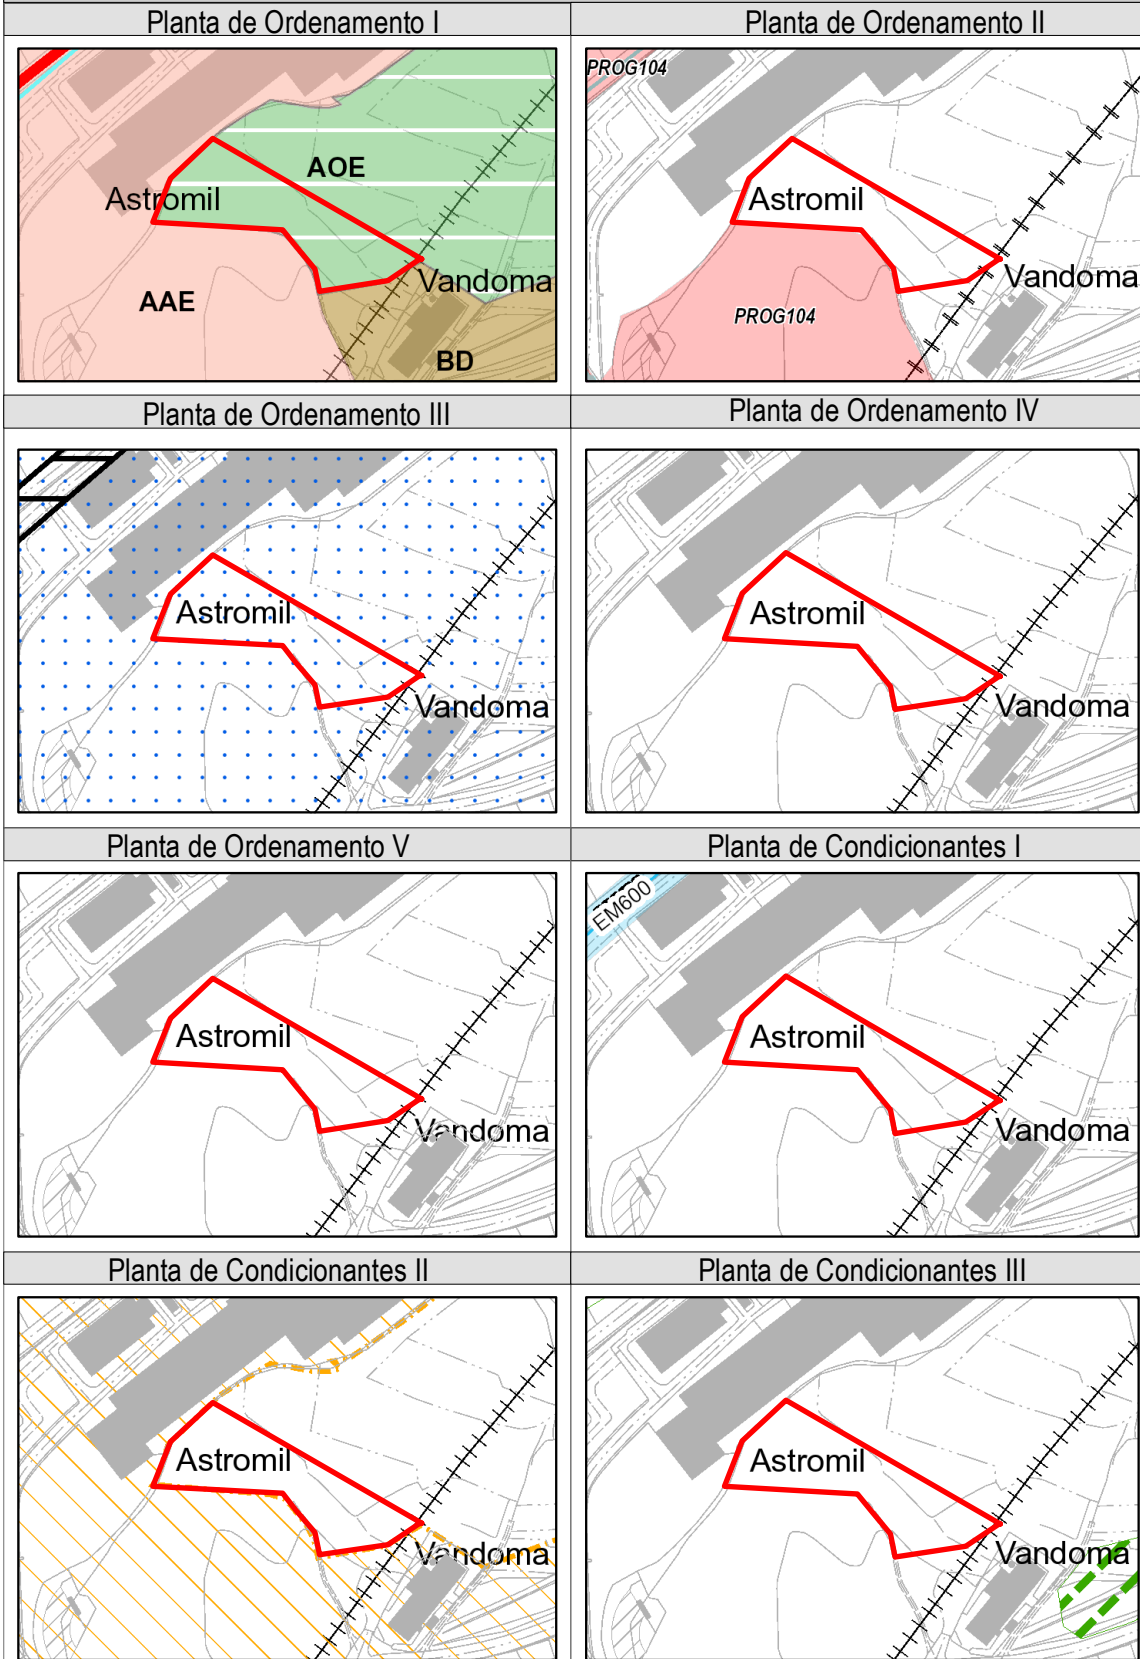 Planta de Ordenamento I
Planta de Ordenamento II
AOE
Astromil
Vandoma
AAE
BD
PROG104
Astromil
Vandoma
PROG104
Planta de Ordenamento III
Planta de Ordenamento IV
Astromil
Vandoma
Astromil
Vandoma
Planta de Ordenamento V
Planta de Condicionantes I
Astromil
Vandoma
EM600
Astromil
Vandoma
Planta de Condicionantes II
Planta de Condicionantes III
Astromil
Vandoma
Astromil
Vandoma